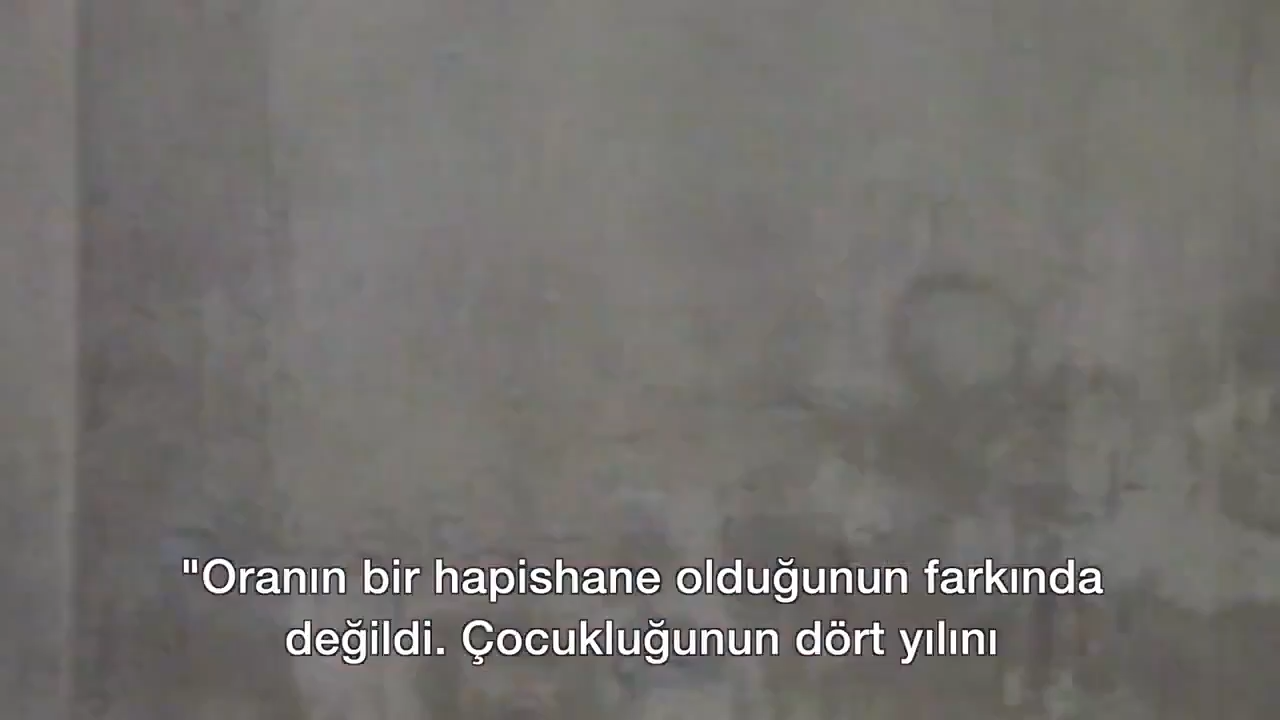 "Oranın bir hapishane olduğunun farkında
değildi. Çocukluğunun dört yılını